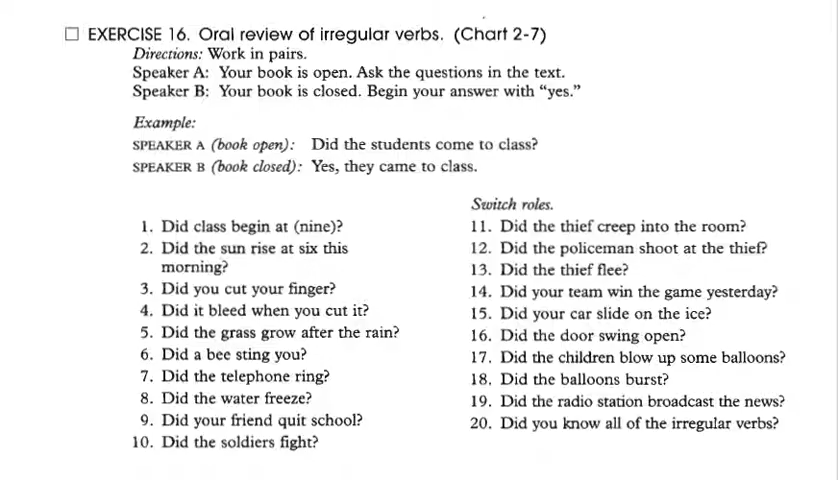 □ EXERCISE 16. Oral review of irregular verbs. (Chart 2-7)
Directions: Work in pairs.
Speaker A: Your book is open. Ask the questions in the text.
Speaker B: Your book is closed. Begin your answer with “yes.”
Example:
SPEAKER A (book open): Did the students come to class?
SPEAKER B (book closed): Yes, they came to class.
1. Did class begin at (nine)?
2. Did the sun rise at six this
morning?
3. Did you cut your finger?
4. Did it bleed when you cut it?
5. Did the grass grow after the rain?
6. Did a bee sting you?
7. Did the telephone ring?
8. Did the water freeze?
9. Did your friend quit school?
10. Did the soldiers fight?
Switch roles.
11. Did the thief creep into the room?
12. Did the policeman shoot at the thief?
13. Did the thief flee?
14. Did your team win the game yesterday?
15. Did your car slide on the ice?
16. Did the door swing open?
17. Did the children blow up some balloons?
18. Did the balloons burst?
19. Did the radio station broadcast the news?
20. Did you know all of the irregular verbs?